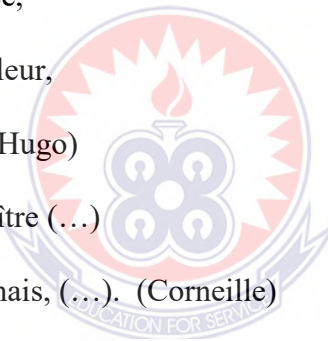 leur,
Hugo)
ître (…)
nais, (…). (Corneille)
EDUCATION FOR SERVICE